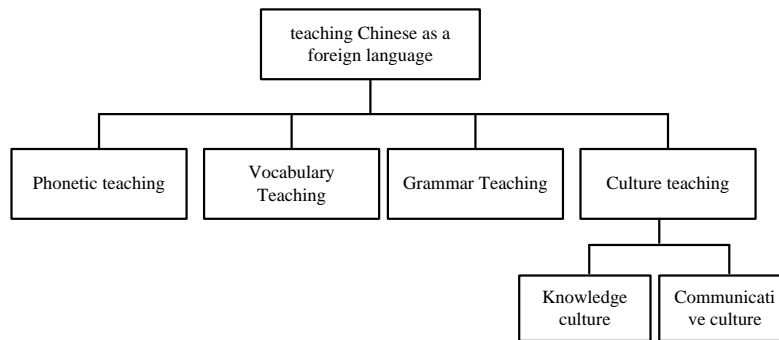 teaching Chinese as a
foreign language
Phonetic teaching
Vocabulary
Teaching
Grammar Teaching
Culture teaching
Knowledge
culture
Communicati
ve culture